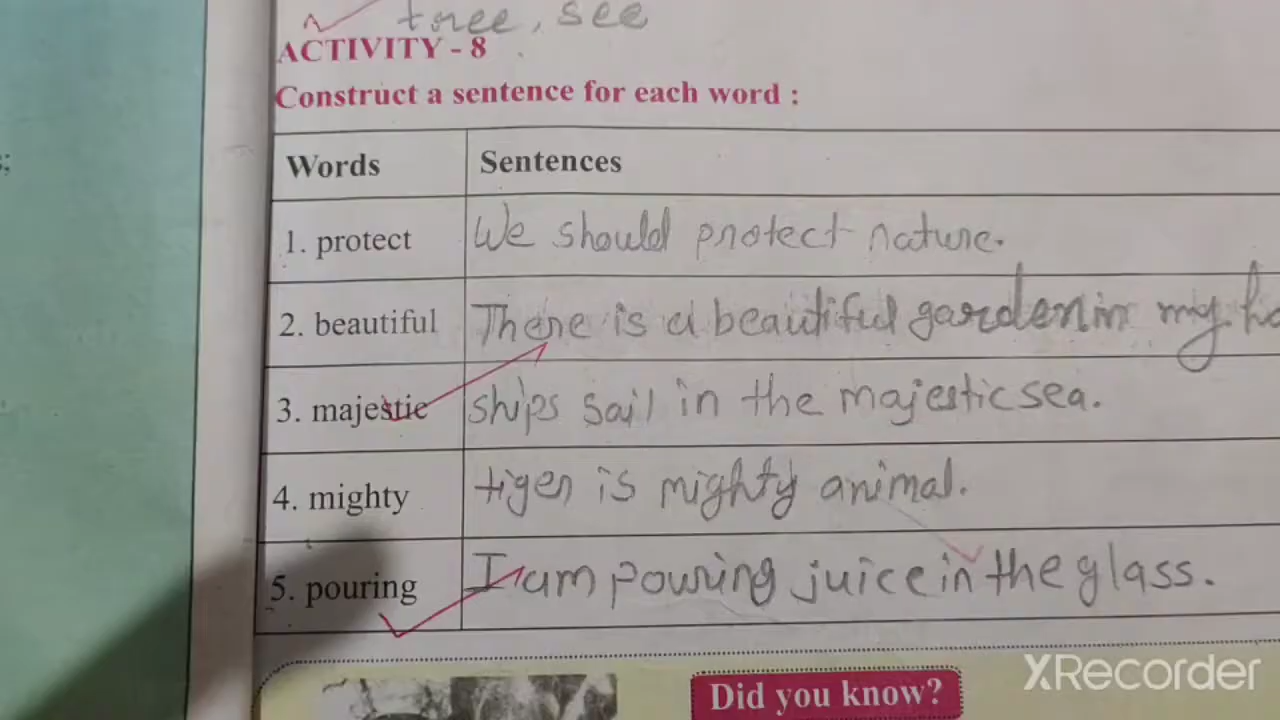 tree, see
ACTIVITY - 8
Construct a sentence for each word :
Words Sentences
1. protect We should protect nature.
2. beautiful There is a beautiful garden in my
3. majestic ships sail in the majestic sea.
4. mighty tiger is mighty animal.
5. pouring I am pouring juice in the glass.
Did you know?
XRecorder